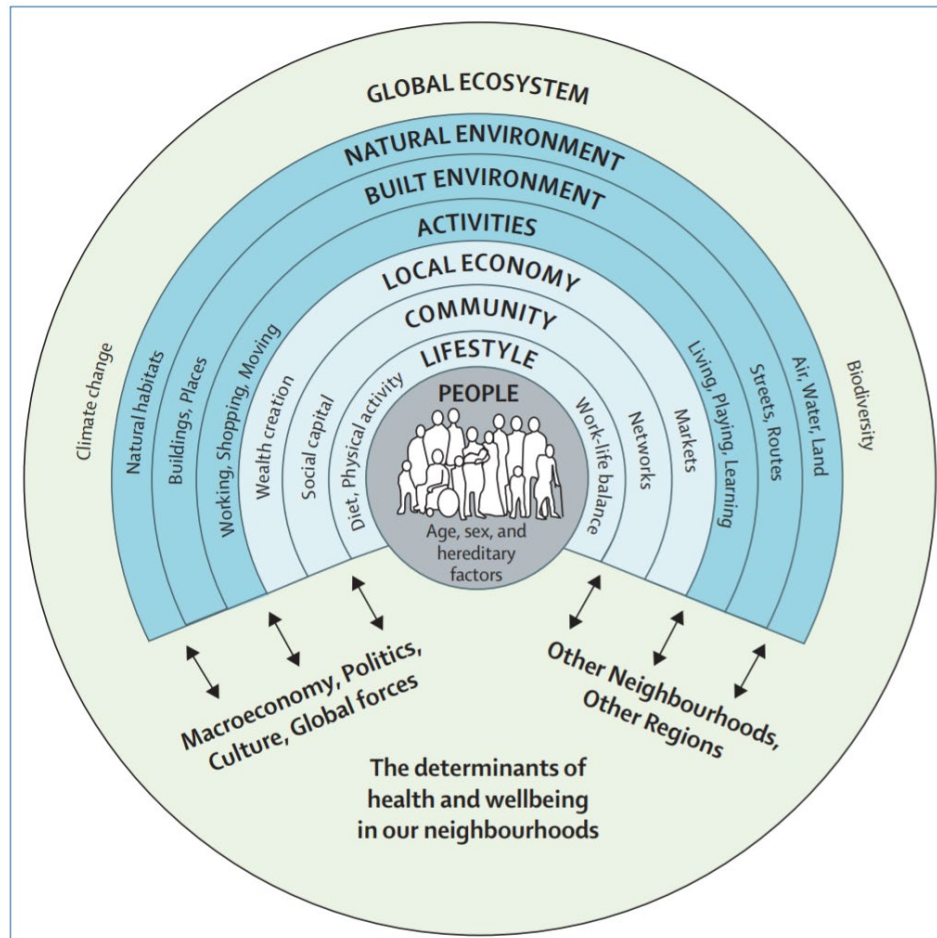 GLOBAL ECOSYSTEM
NATURAL ENVIRONMENT
BUILT ENVIRONMENT
ACTIVITIES
LOCAL ECONOMY
COMMUNITY
LIFESTYLE
PEOPLE
Age, sex, and
hereditary
factors
Climate change
Natural habitats
Buildings, Places
Working, Shopping, Moving
Wealth creation
Social capital
Diet, Physical activity
Work-life balance
Networks
Markets
Living, Playing, Learning
Streets, Routes
Air, Water, Land
Biodiversity
Macroeconomy, Politics,
Culture, Global forces
Other Neighbourhoods,
Other Regions
The determinants of
health and wellbeing
in our neighbourhoods